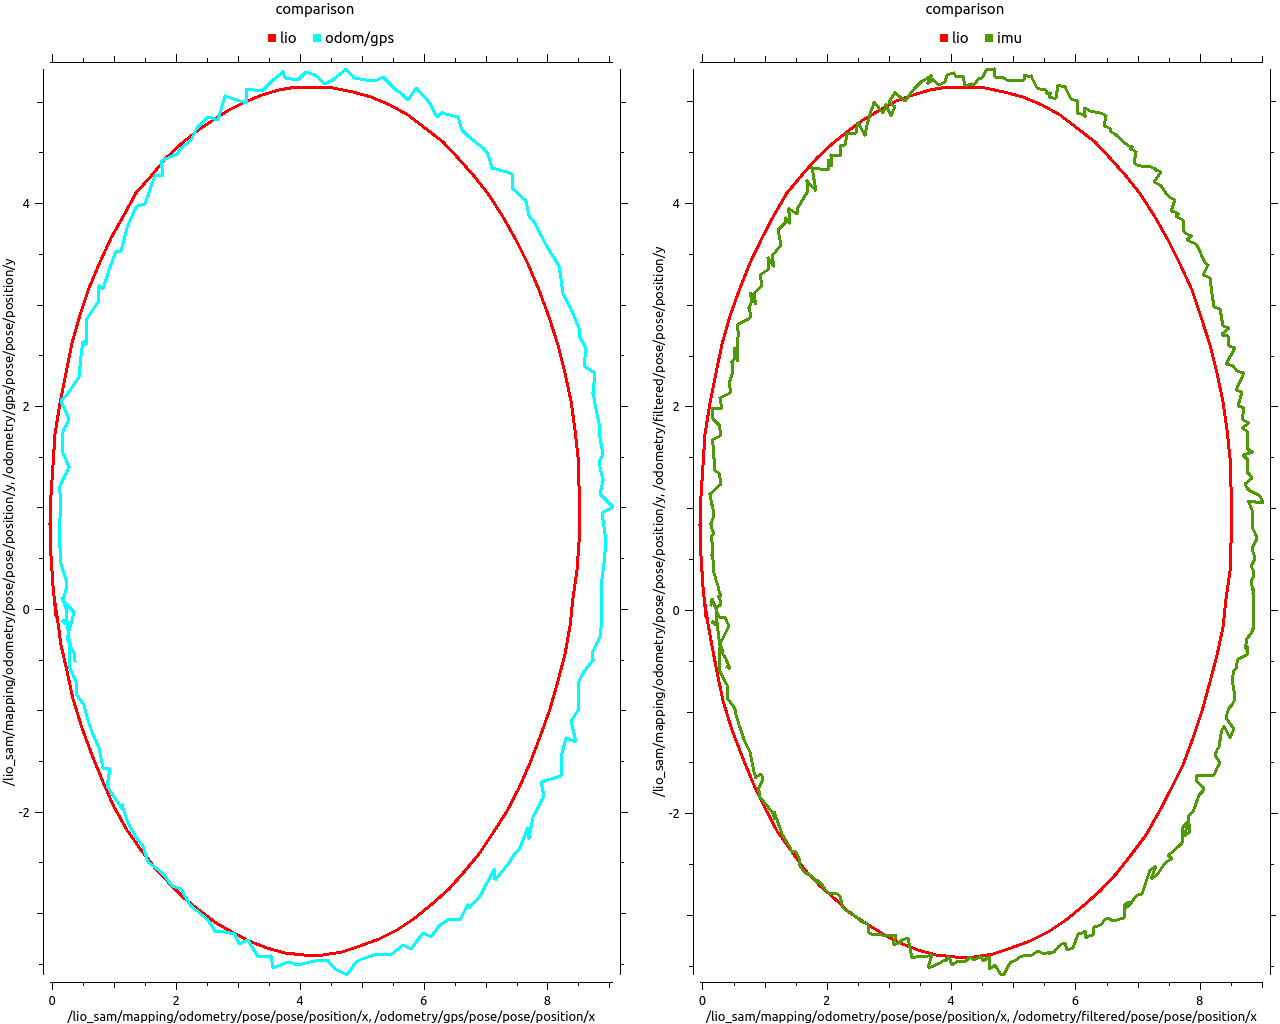 comparison
lio odom/gps
4
2
0
-2
0 2 4 6 8
/lio_sam/mapping/odometry/pose/pose/position/y, /odometry/gps/pose/pose/position/y
/lio_sam/mapping/odometry/pose/pose/position/x, /odometry/gps/pose/pose/position/x
comparison
lio imu
4
2
0
-2
0 2 4 6 8
/lio_sam/mapping/odometry/pose/pose/position/y, /odometry/filtered/pose/pose/position/y
/lio_sam/mapping/odometry/pose/pose/position/x, /odometry/filtered/pose/pose/position/x